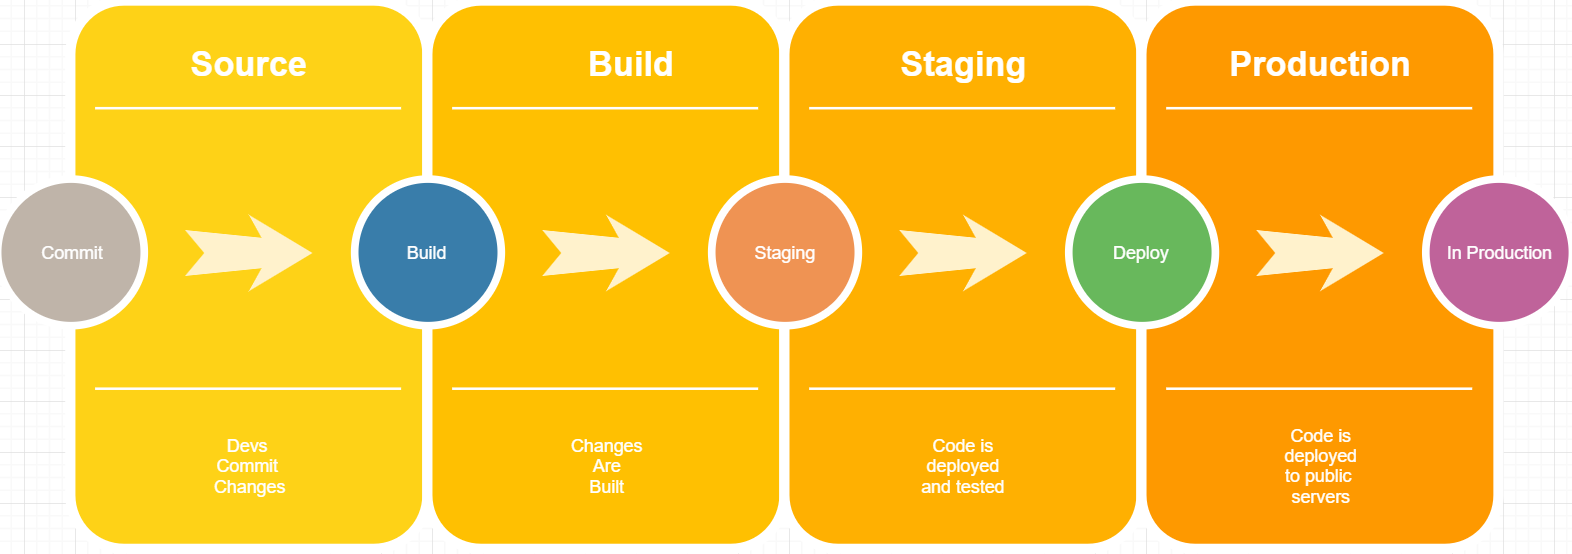 Source
Build
Staging
Production
Commit
Build
Staging
Deploy
In Production
Devs
Commit
Changes
Changes
Are
Built
Code is
deployed
and tested
Code is
deployed
to public
servers